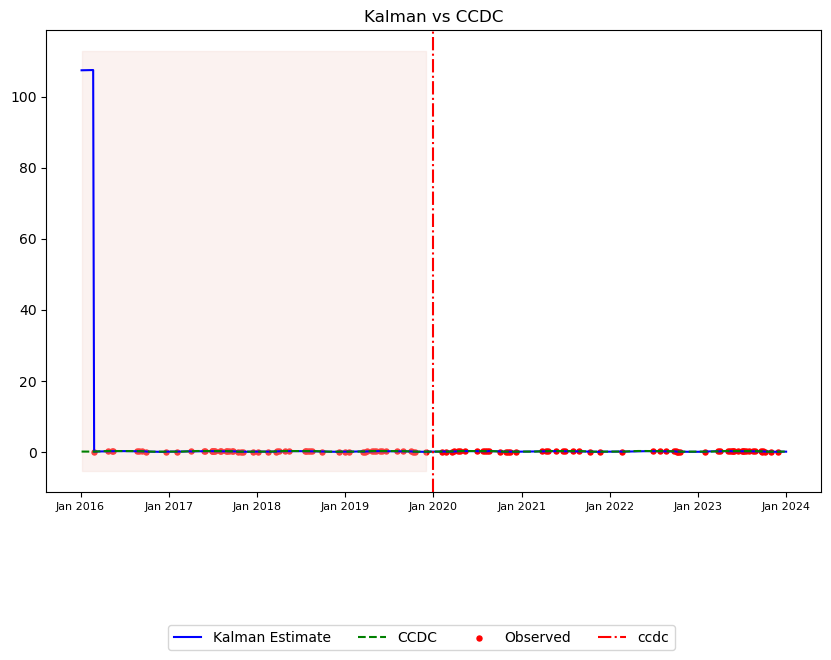 Kalman vs CCDC
100
80
60
40
20
0
Jan 2016 Jan 2017 Jan 2018 Jan 2019 Jan 2020 Jan 2021 Jan 2022 Jan 2023 Jan 2024
Kalman Estimate CCDC Observed ccdc